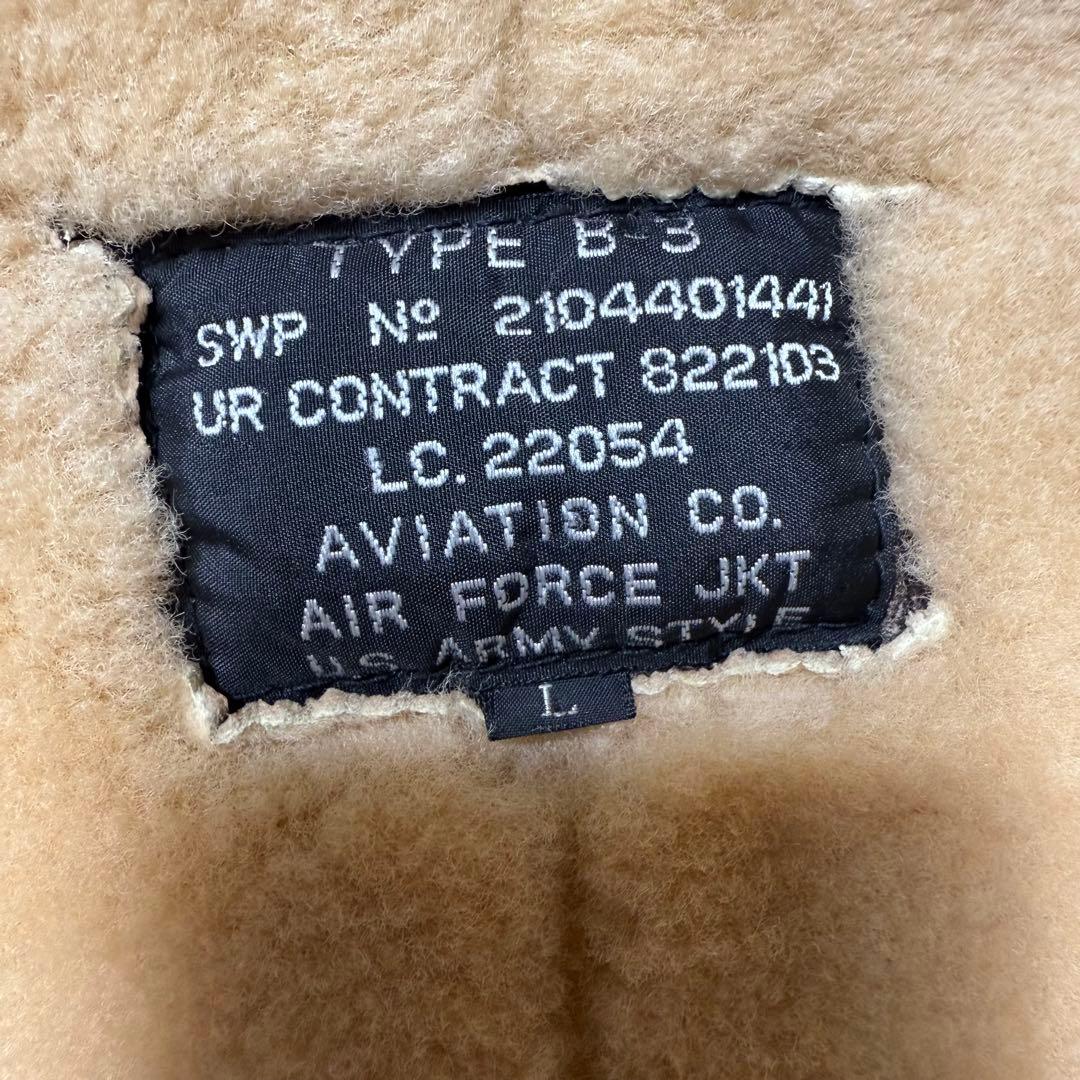 TYPE B-3
SWP Nº 2104401441
UR CONTRACT 822103
LC. 22054
AVIATION CO.
AIR FORCE JKT
U.S. ARMY STYLE
L